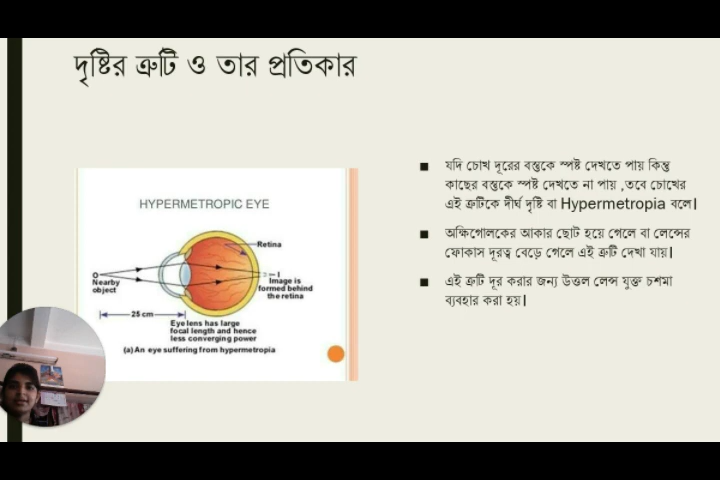 দৃষ্টির ত্রুটি ও তার প্রতিকার
HYPERMETROPIC EYE
Retina
O
Nearby
object
I
Image is
formed behind
the retina
25 cm
Eye lens has large
focal length and hence
less converging power
(a) An eye suffering from hypermetropia
■ যদি চোখ দূরের বস্তুকে স্পষ্ট দেখতে পায় কিন্তু
কাছের বস্তুকে স্পষ্ট দেখতে না পায় ,তবে চোখের
এই ত্রুটিকে দীর্ঘ দৃষ্টি বা Hypermetropia বলে।
■ অক্ষিগোলকের আকার ছোট হয়ে গেলে বা লেন্সের
ফোকাস দূরত্ব বেড়ে গেলে এই ত্রুটি দেখা যায়।
■ এই ত্রুটি দূর করার জন্য উত্তল লেন্স যুক্ত চশমা
ব্যবহার করা হয়।